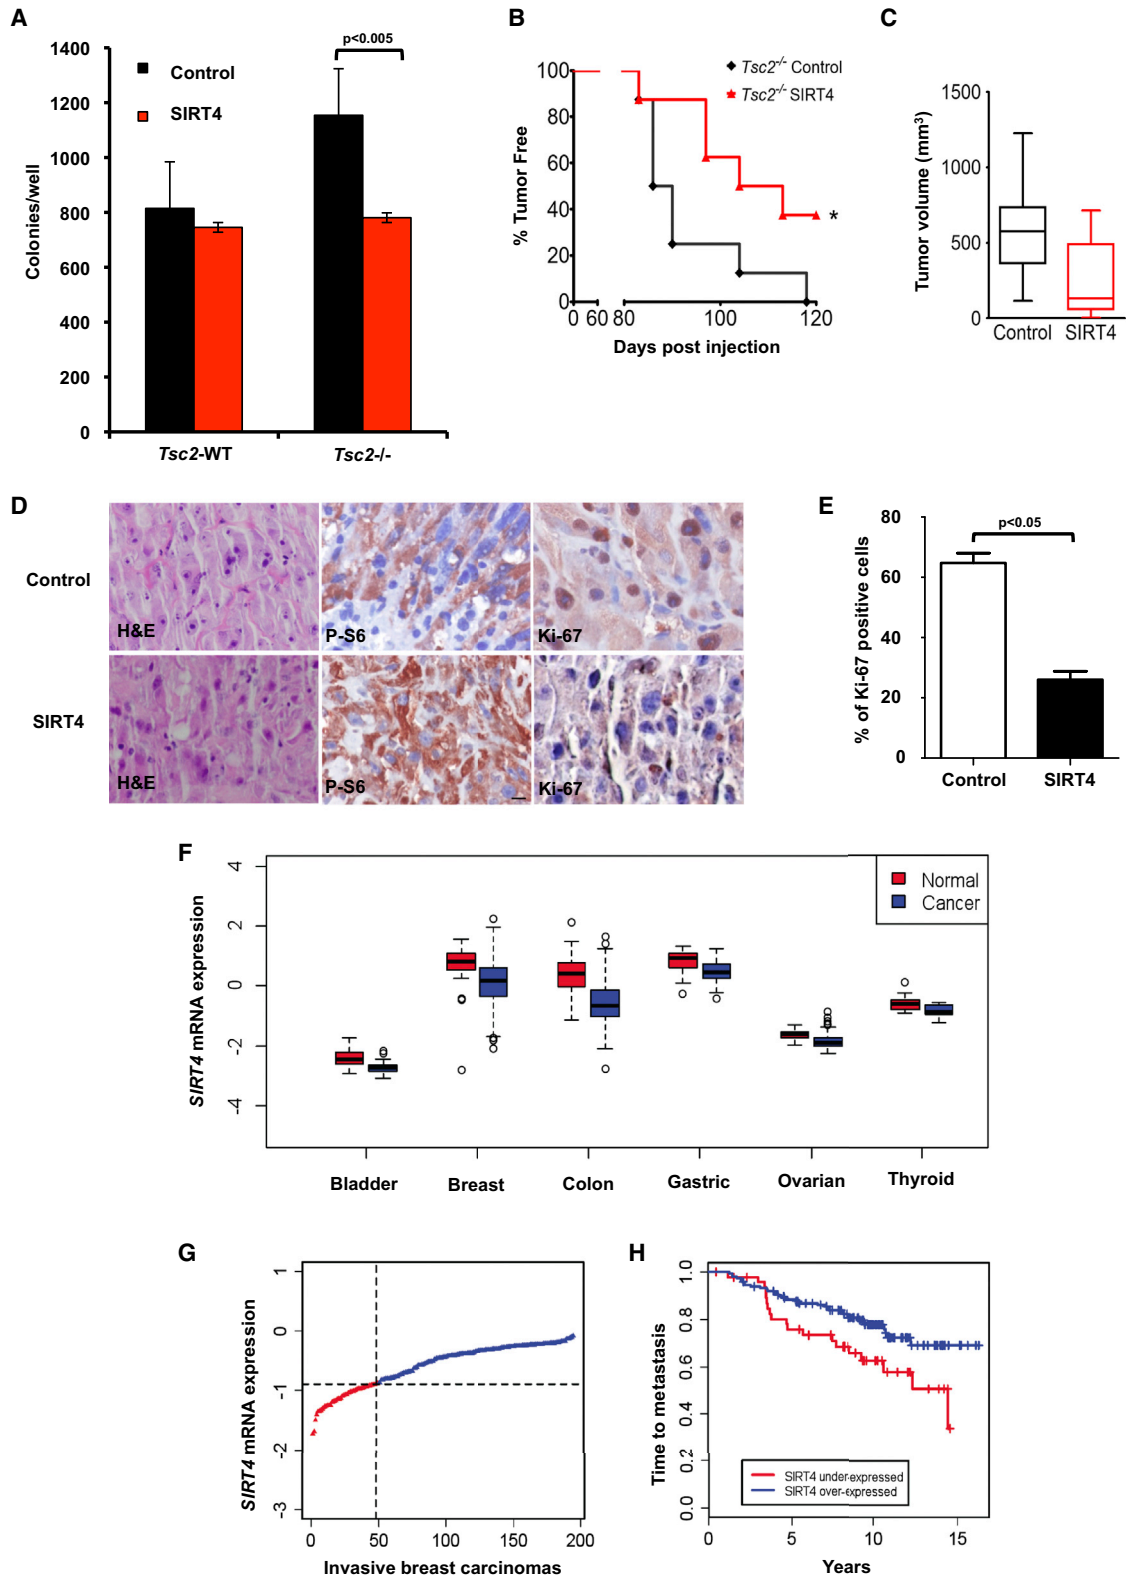 A
p<0.005
1400
1200
1000
800
600
400
200
0
Colonies/well
Control
SIRT4
Tsc2-WT
Tsc2-/-
B
Tsc2-/- Control
Tsc2-/- SIRT4
100
80
60
40
20
0
% Tumor Free
*
0 60 80 100 120
Days post injection
C
1500
1000
500
0
Tumor volume (mm3)
Control SIRT4
D
Control
H&E
P-S6
Ki-67
SIRT4
H&E
P-S6
Ki-67
E
80
60
40
20
0
% of Ki-67 positive cells
p<0.05
Control SIRT4
F
4
2
0
-2
-4
SIRT4 mRNA expression
Normal
Cancer
Bladder Breast Colon Gastric Ovarian Thyroid
G
1
0
-1
-2
-3
SIRT4 mRNA expression
0 50 100 150 200
Invasive breast carcinomas
H
1.0
0.8
0.6
0.4
0.2
0.0
Time to metastasis
SIRT4 under-expressed
SIRT4 over-expressed
0 5 10 15
Years